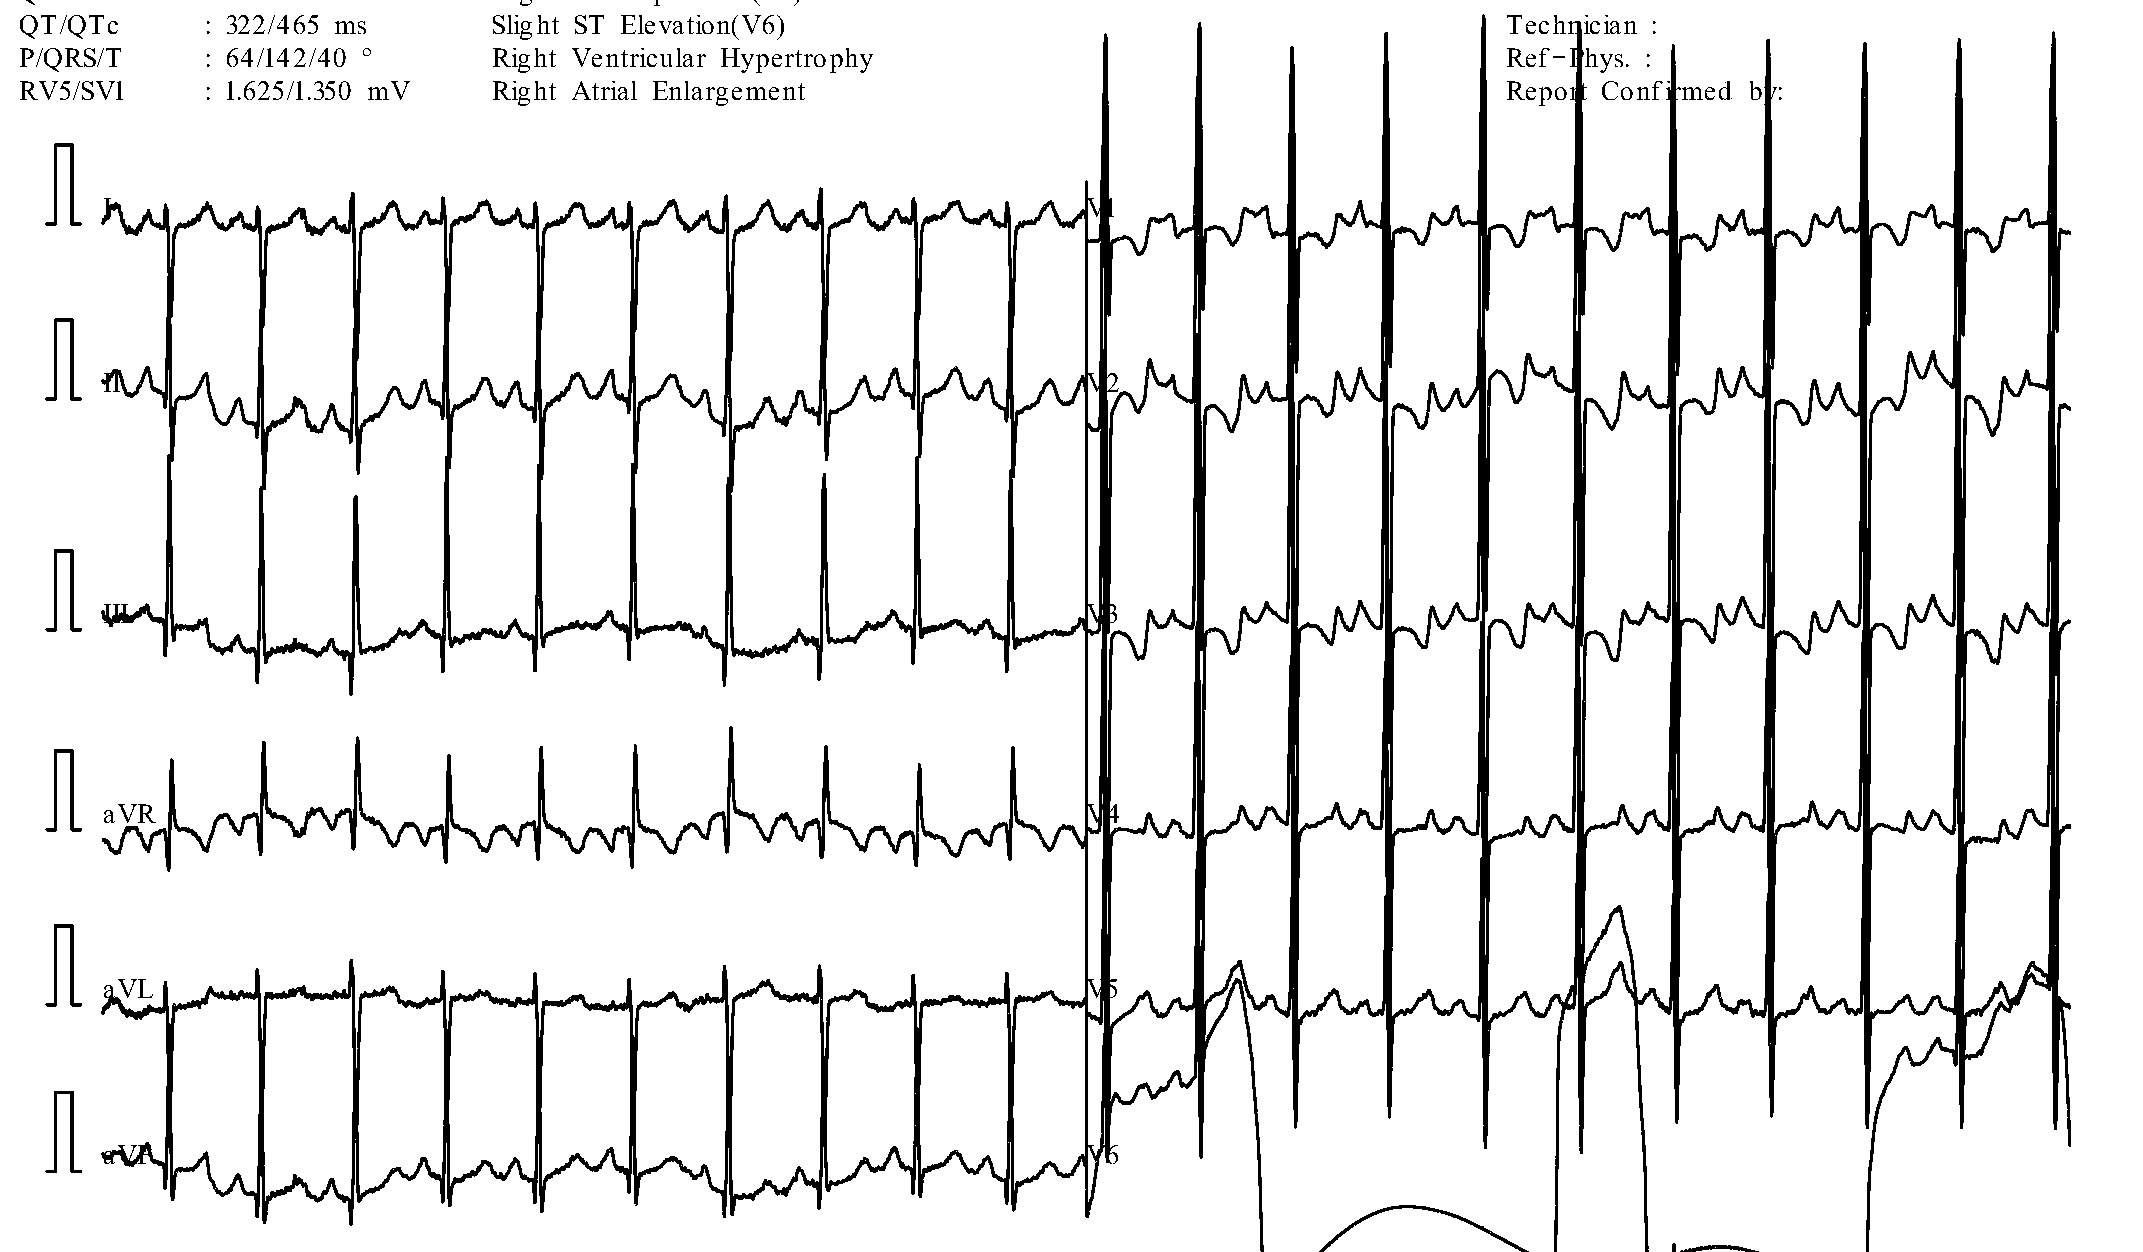 QT/QTc : 322/465 ms Slight ST Elevation(V6) Technician :
P/QRS/T : 64/142/40 ° Right Ventricular Hypertrophy Ref-Phys. :
RV5/SV1 : 1.625/1.350 mV Right Atrial Enlargement Report Confirmed by:
I V1
II V2
III V3
aVR V4
aVL V5
aVF V6